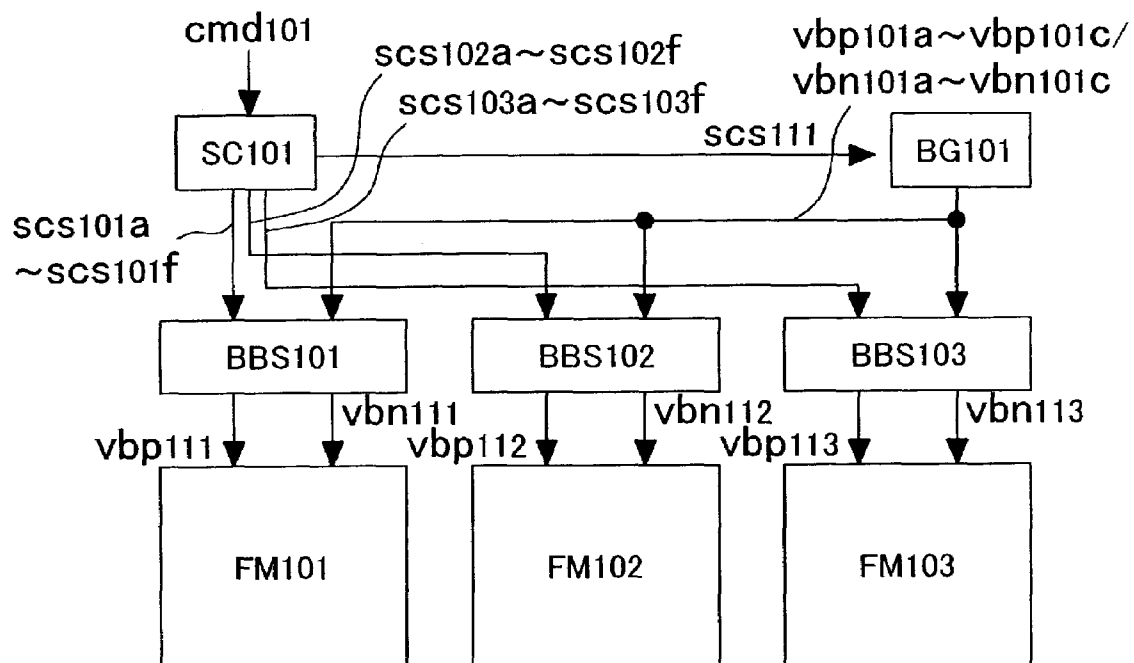 cmd101
scs102a～scs102f
scs103a～scs103f
vbp101a～vbp101c/
vbn101a～vbn101c
SC101
scs111
BG101
scs101a
～scs101f
BBS101
BBS102
BBS103
vbp111
vbn111
vbp112
vbn112
vbp113
vbn113
FM101
FM102
FM103